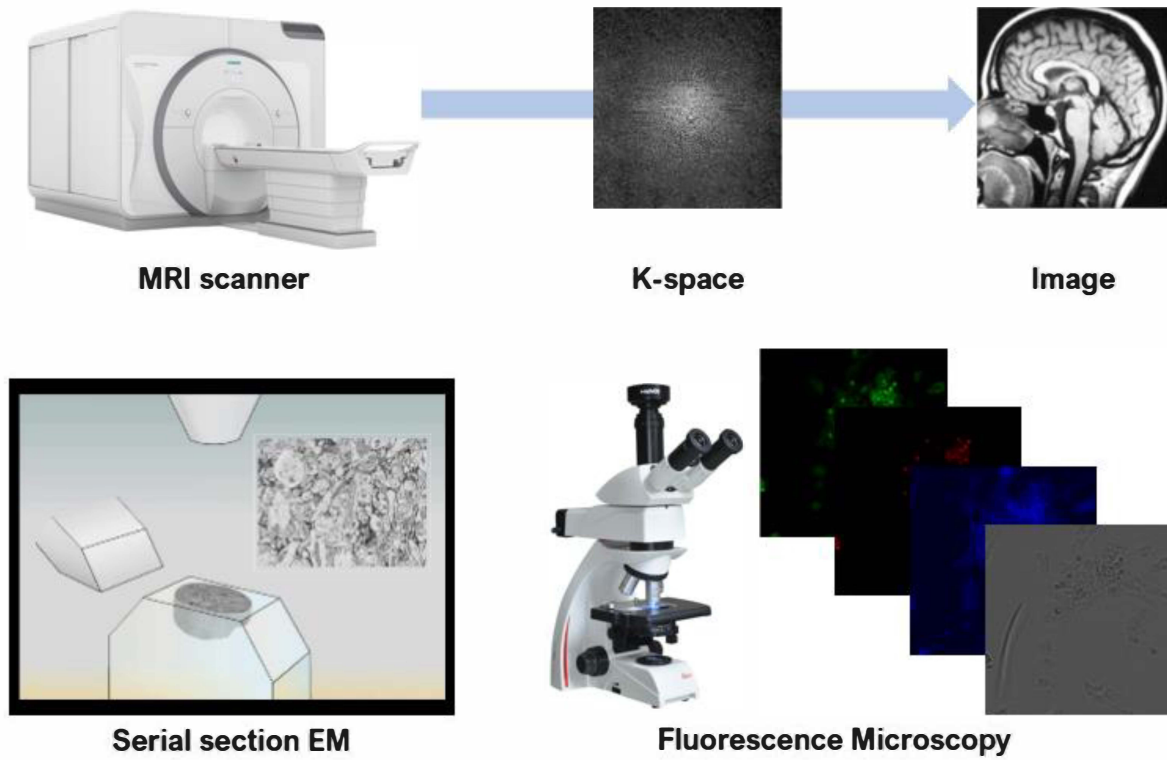 MRI scanner
K-space
Image
Serial section EM
Fluorescence Microscopy